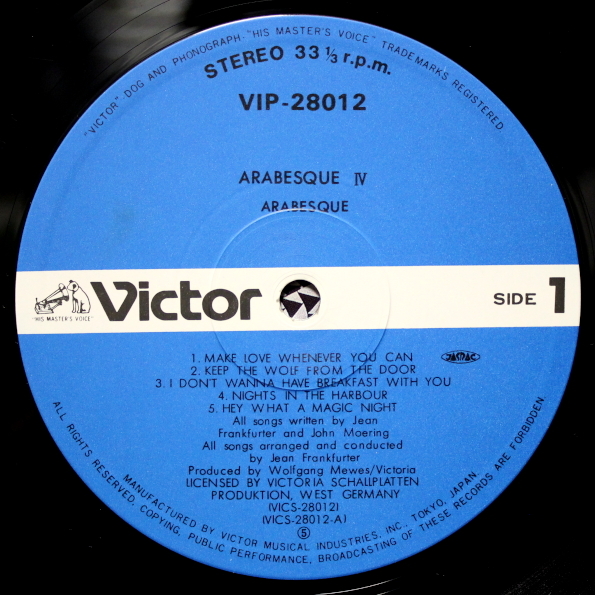 "VICTOR" DOG AND PHONOGRAPH-"HIS MASTER'S VOICE" TRADEMARKS REGISTERED.
STEREO 33 1/3 r.p.m.
VIP-28012
ARABESQUE IV
ARABESQUE
"HIS MASTER'S VOICE"
Victor
SIDE 1
1. MAKE LOVE WHENEVER YOU CAN
JASRAC
2. KEEP THE WOLF FROM THE DOOR
3. I DON'T WANNA HAVE BREAKFAST WITH YOU
4. NIGHTS IN THE HARBOUR
5. HEY WHAT A MAGIC NIGHT
All songs written by Jean
Frankfurter and John Moering
All songs arranged and conducted
by Jean Frankfurter
Produced by Wolfgang Mewes/Victoria
LICENSED BY VICTORIA SCHALLPLATTEN
PRODUKTION, WEST GERMANY
(VICS-28012)
(VICS-28012-A)
⑤
MANUFACTURED BY VICTOR MUSICAL INDUSTRIES, INC., TOKYO, JAPAN.
ALL RIGHTS RESERVED. COPYING, PUBLIC PERFORMANCE, BROADCASTING OF THESE RECORDS ARE FORBIDDEN.